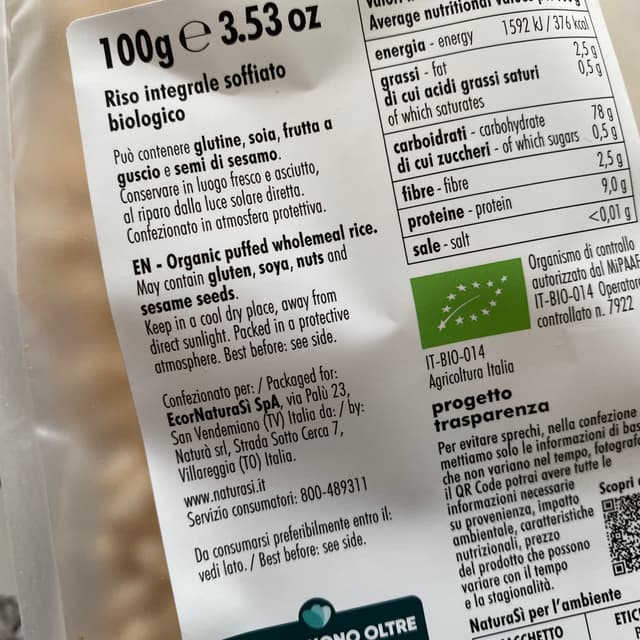 100g ℮ 3.53 oz
Riso integrale soffiato
biologico
Può contenere glutine, soia, frutta a
guscio e semi di sesamo.
Conservare in luogo fresco e asciutto,
al riparo dalla luce solare diretta.
Confezionato in atmosfera protettiva.
EN - Organic puffed wholemeal rice.
May contain gluten, soya, nuts and
sesame seeds.
Keep in a cool dry place, away from
direct sunlight. Packed in a protective
atmosphere. Best before: see side.
Confezionato per: / Packaged for:
EcorNaturaSì SpA, via Palù 23,
San Vendemiano (TV) Italia da: / by:
Naturà srl, Strada Sotto Cerca 7,
Villareggia (TO) Italia.
www.naturasi.it
Servizio consumatori: 800-489311
Da consumarsi preferibilmente entro il:
vedi lato. / Best before: see side.
OLTRE
Average nutritional
energia - energy 1592 kJ / 376 kcal
grassi - fat 2,5 g
di cui acidi grassi saturi 0,5 g
of which saturates
carboidrati - carbohydrate 78 g
di cui zuccheri - of which sugars 0,5 g
fibre - fibre 2,5 g
proteine - protein 9,0 g
sale - salt <0,01 g
Organismo di controllo
autorizzato dal MiPAAF
IT-BIO-014 Operatore
controllato n. 7922
IT-BIO-014
Agricoltura Italia
progetto
trasparenza
Per evitare sprechi, nella confezione
mettiamo solo le informazioni di bas
che non variano nel tempo, fotografa
il QR Code potrai avere tutte le
informazioni necessarie
su provenienza, impatto
ambientale, caratteristiche
nutrizionali, prezzo
del prodotto che possono
variare con il tempo
e la stagionalità.
Scopri
NaturaSì per l'ambiente
ETIC